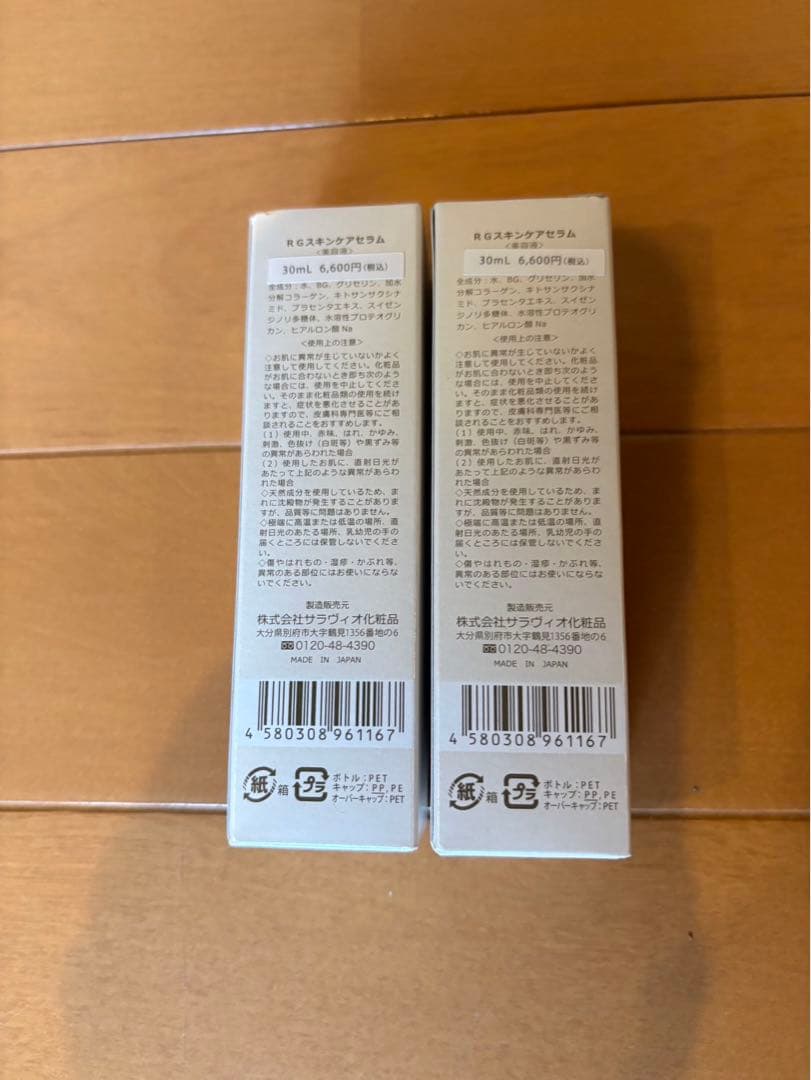 RGスキンケアセラム
<美容液>
30mL 6,600円(税込)
全成分:水、BG、グリセリン、加水
分解コラーゲン、キトサンサクシナ
ミド、プラセンタエキス、スイゼン
ジノリ多糖体、水溶性プロテオグリ
カン、ヒアルロン酸Na
<使用上の注意>
◇お肌に異常が生じていないかよく
注意して使用してください。化粧品
がお肌に合わないとき即ち次のよう
な場合には、使用を中止してくださ
い。そのまま化粧品類の使用を続け
ますと、症状を悪化させることがあ
りますので、皮膚科専門医等にご相
談されることをおすすめします。
(1)使用中、赤味、はれ、かゆみ、
刺激、色抜け(白斑等)や黒ずみ等
の異常があらわれた場合
(2)使用したお肌に、直射日光が
あたって上記のような異常があらわ
れた場合
◇天然成分を使用しているため、ま
れに沈殿物が発生することがありま
すが、品質等に問題はありません。
◇極端に高温または低温の場所、直
射日光のあたる場所、乳幼児の手の
届くところには保管しないでくださ
い。
◇傷やはれもの・湿疹・かぶれ等、
異常のある部位にはお使いにならな
いでください。
製造販売元
株式会社サラヴィオ化粧品
大分県別府市大字鶴見1356番地の6
0120-48-4390
MADE IN JAPAN
4 580308 961167
紙 箱 プラ
ボトル:PET
キャップ:PP,PE
オーバーキャップ:PET
RGスキンケアセラム
<美容液>
30mL 6,600円(税込)
全成分:水、BG、グリセリン、加水
分解コラーゲン、キトサンサクシナ
ミド、プラセンタエキス、スイゼン
ジノリ多糖体、水溶性プロテオグリ
カン、ヒアルロン酸Na
<使用上の注意>
◇お肌に異常が生じていないかよく
注意して使用してください。化粧品
がお肌に合わないとき即ち次のよう
な場合には、使用を中止してくださ
い。そのまま化粧品類の使用を続け
ますと、症状を悪化させることがあ
りますので、皮膚科専門医等にご相
談されることをおすすめします。
(1)使用中、赤味、はれ、かゆみ、
刺激、色抜け(白斑等)や黒ずみ等
の異常があらわれた場合
(2)使用したお肌に、直射日光が
あたって上記のような異常があらわ
れた場合
◇天然成分を使用しているため、ま
れに沈殿物が発生することがありま
すが、品質等に問題はありません。
◇極端に高温または低温の場所、直
射日光のあたる場所、乳幼児の手の
届くところには保管しないでくださ
い。
◇傷やはれもの・湿疹・かぶれ等、
異常のある部位にはお使いにならな
いでください。
製造販売元
株式会社サラヴィオ化粧品
大分県別府市大字鶴見1356番地の6
0120-48-4390
MADE IN JAPAN
4 580308 961167
紙 箱 プラ
ボトル:PET
キャップ:PP,PE
オーバーキャップ:PET